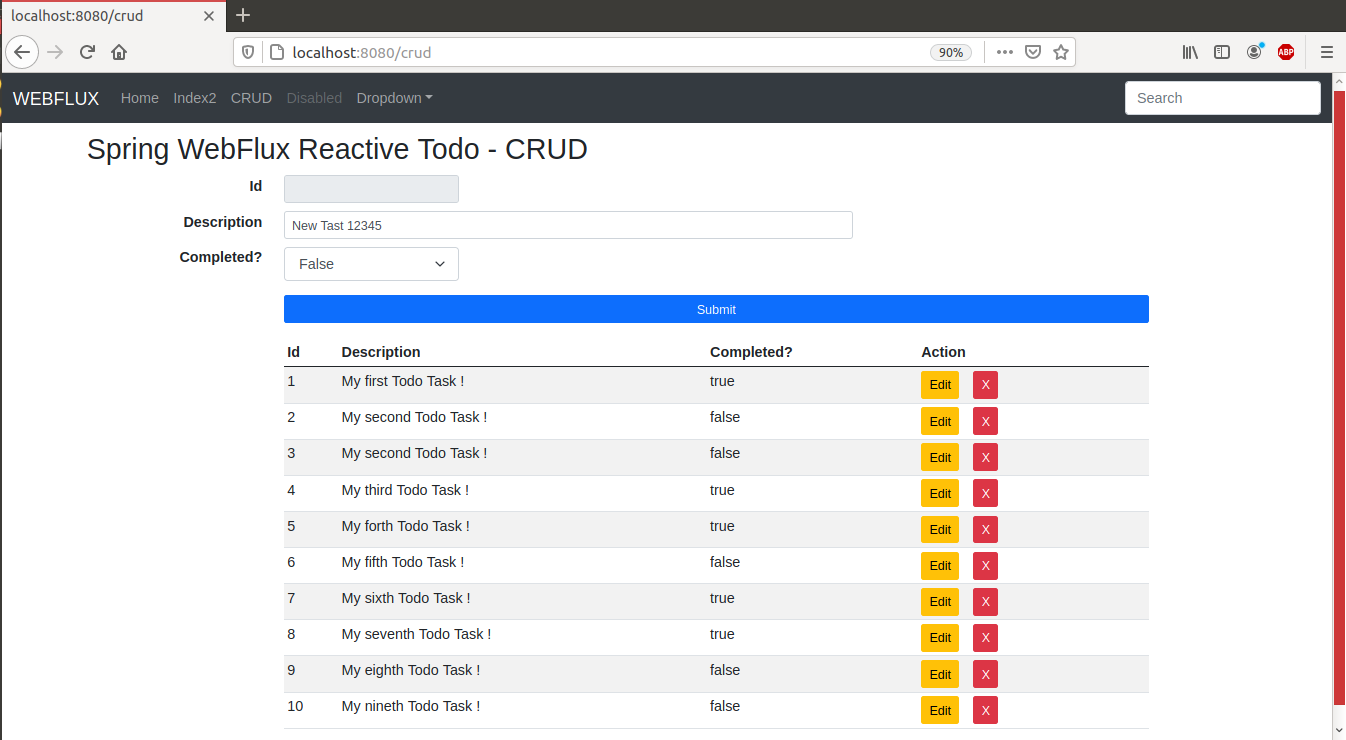 localhost:8080/crud
localhost:8080/crud 90% ABP
WEBFLUX Home Index2 CRUD Disabled Dropdown Search
Spring WebFlux Reactive Todo - CRUD
Id
Description New Tast 12345
Completed? False
Submit
Id Description Completed? Action
1 My first Todo Task ! true Edit X
2 My second Todo Task ! false Edit X
3 My second Todo Task ! false Edit X
4 My third Todo Task ! true Edit X
5 My forth Todo Task ! true Edit X
6 My fifth Todo Task ! false Edit X
7 My sixth Todo Task ! true Edit X
8 My seventh Todo Task ! true Edit X
9 My eighth Todo Task ! false Edit X
10 My nineth Todo Task ! false Edit X